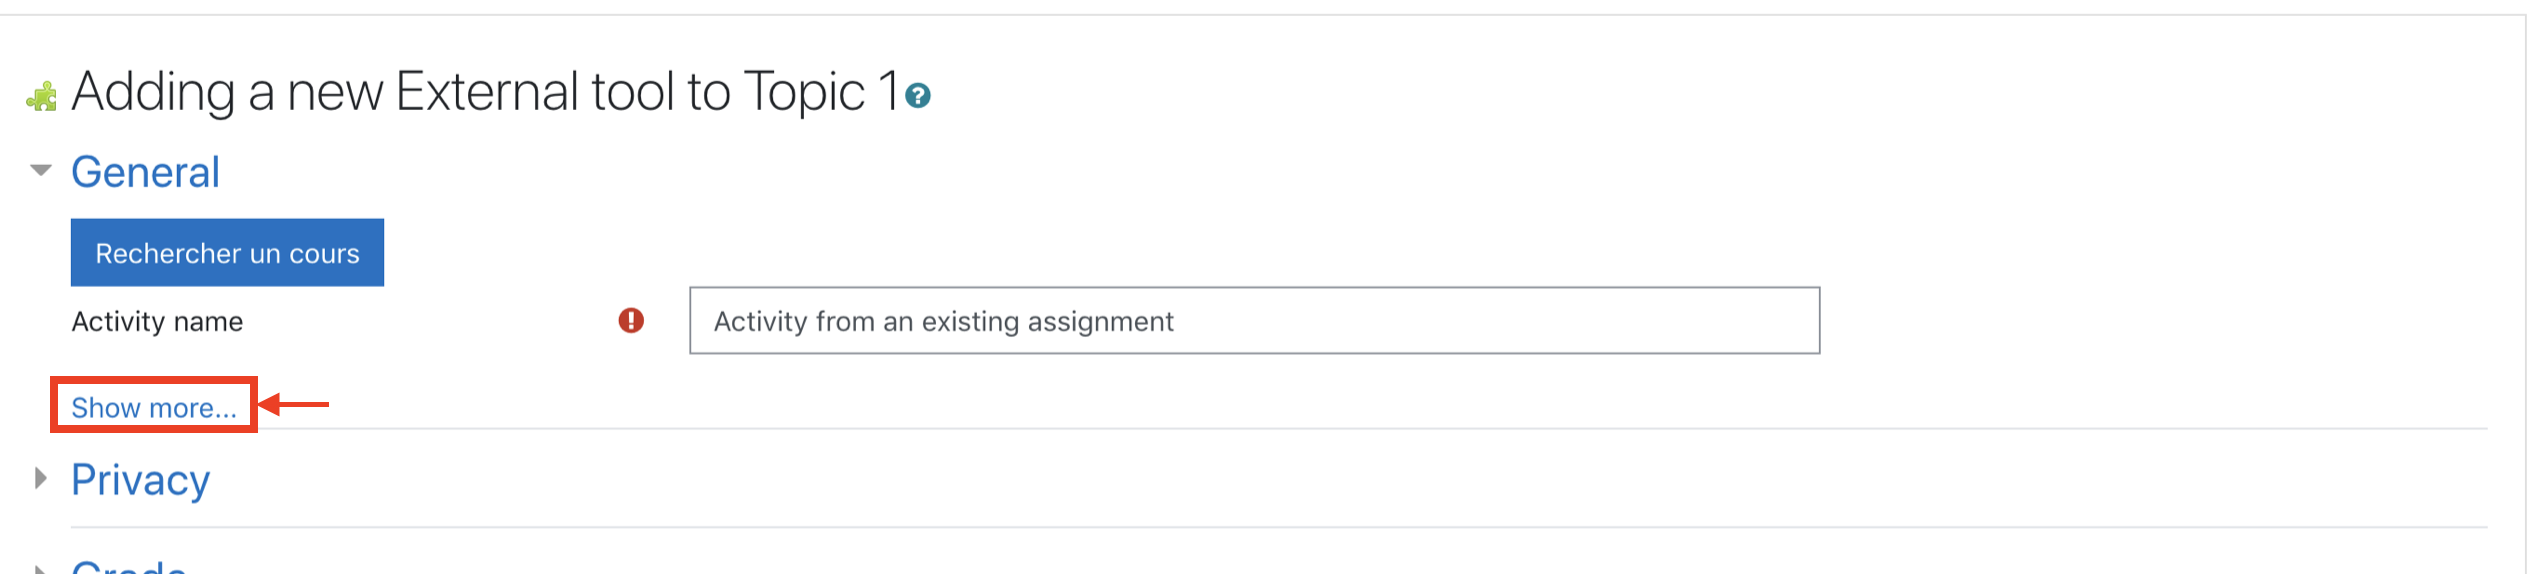 Adding a new External tool to Topic 1
General
Rechercher un cours
Activity name
Activity from an existing assignment
Show more...
Privacy
Grade